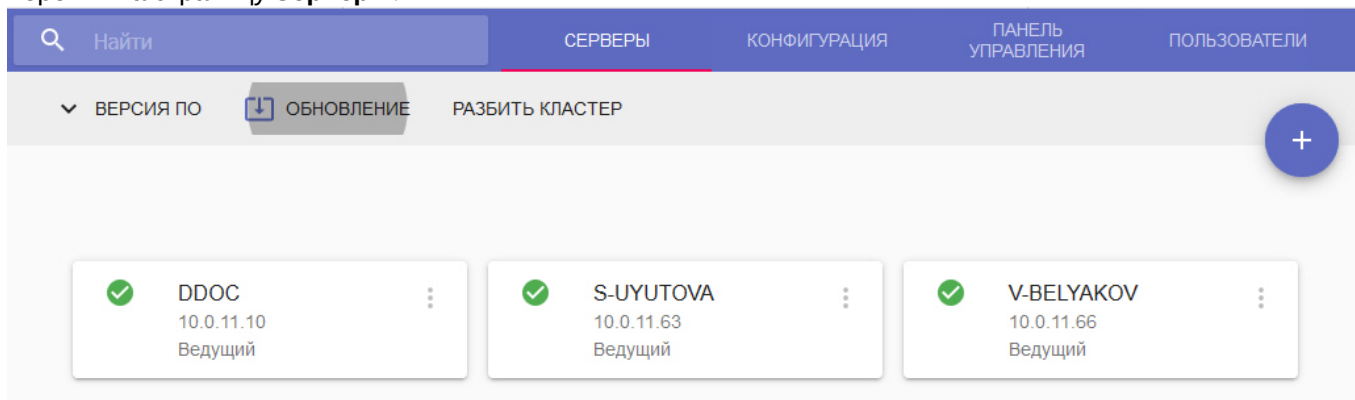 Найти
СЕРВЕРЫ
КОНФИГУРАЦИЯ
ПАНЕЛЬ
УПРАВЛЕНИЯ
ПОЛЬЗОВАТЕЛИ
ВЕРСИЯ ПО
ОБНОВЛЕНИЕ
РАЗБИТЬ КЛАСТЕР
DDOC
10.0.11.10
Ведущий
S-UYUTOVA
10.0.11.63
Ведущий
V-BELYAKOV
10.0.11.66
Ведущий